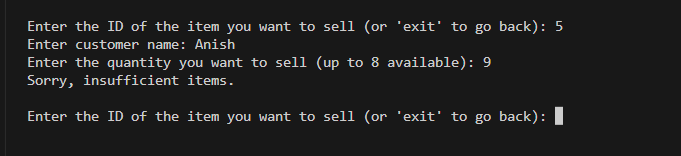 Enter the ID of the item you want to sell (or 'exit' to go back): 5
Enter customer name: Anish
Enter the quantity you want to sell (up to 8 available): 9
Sorry, insufficient items.
Enter the ID of the item you want to sell (or 'exit' to go back):